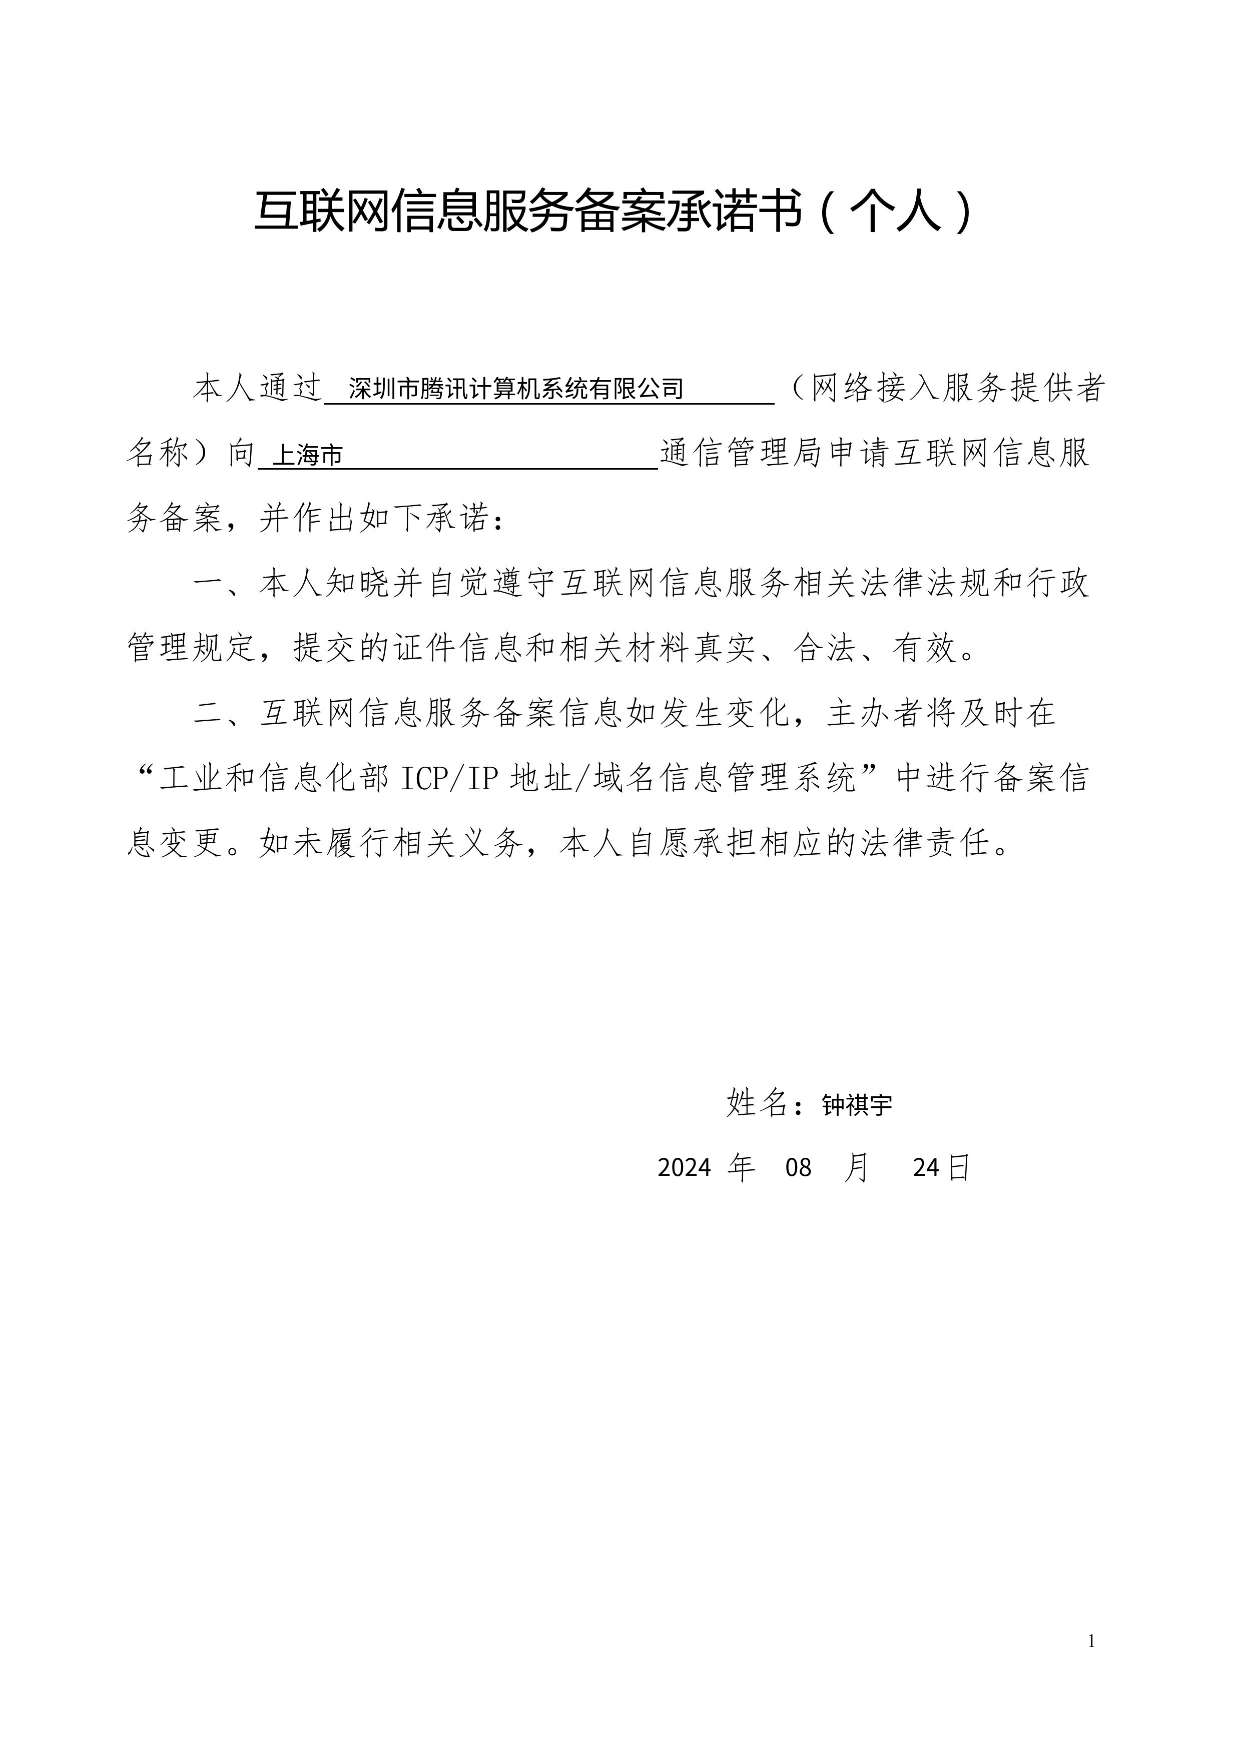 互联网信息服务备案承诺书（个人）
本人通过 深圳市腾讯计算机系统有限公司 （网络接入服务提供者
名称）向 上海市 通信管理局申请互联网信息服
务备案，并作出如下承诺：
一、本人知晓并自觉遵守互联网信息服务相关法律法规和行政
管理规定，提交的证件信息和相关材料真实、合法、有效。
二、互联网信息服务备案信息如发生变化，主办者将及时在
“工业和信息化部 ICP/IP 地址/域名信息管理系统”中进行备案信
息变更。如未履行相关义务，本人自愿承担相应的法律责任。
姓名：钟祺宇
2024 年 08 月 24日
1